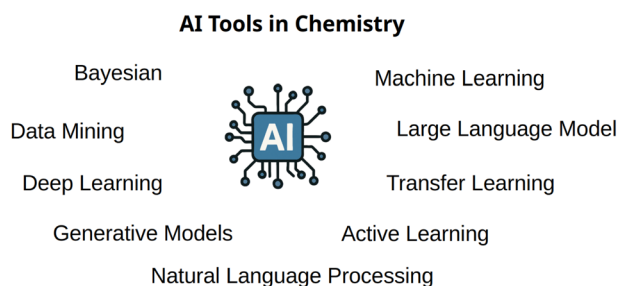 AI Tools in Chemistry
Bayesian
Machine Learning
AI
Data Mining
Large Language Model
Deep Learning
Transfer Learning
Generative Models
Active Learning
Natural Language Processing